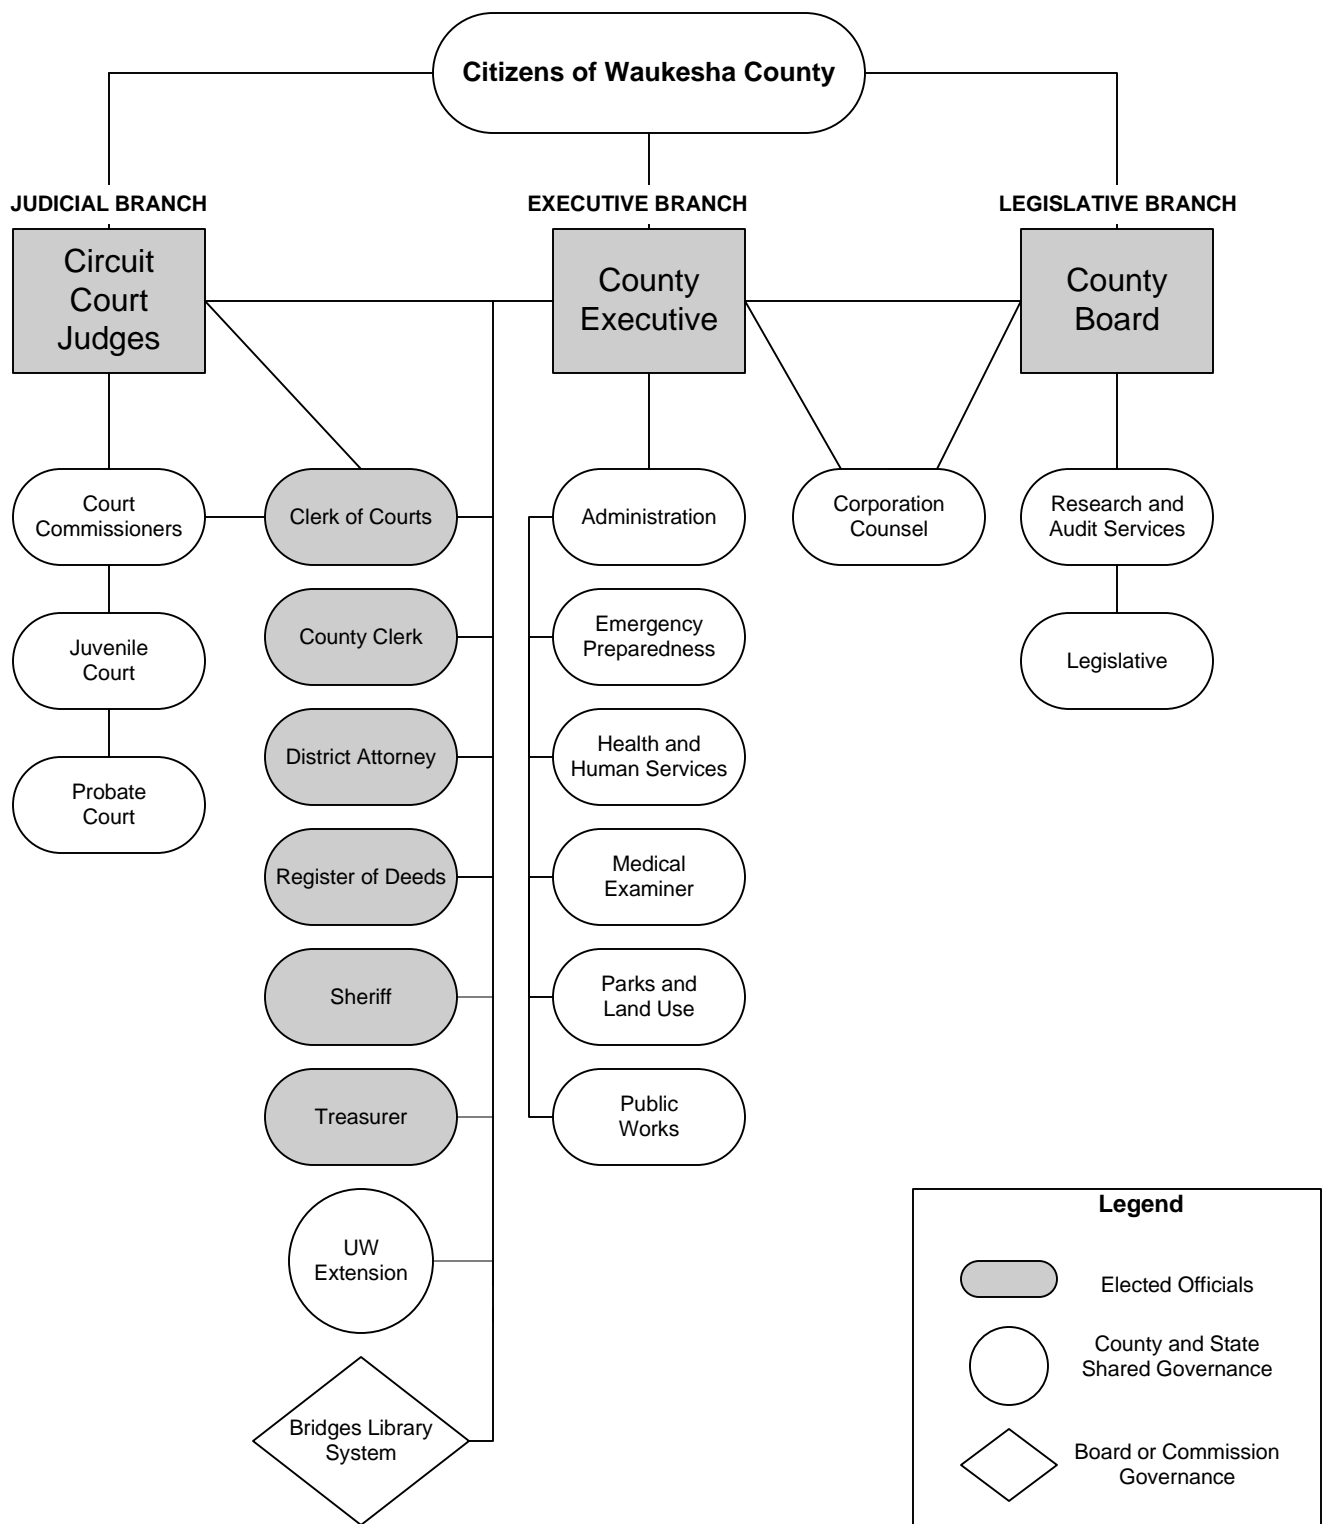 Citizens of Waukesha County
JUDICIAL BRANCH
EXECUTIVE BRANCH
LEGISLATIVE BRANCH
Circuit
Court
Judges
County
Executive
County
Board
Court
Commissioners
Clerk of Courts
Administration
Corporation
Counsel
Research and
Audit Services
Juvenile
Court
County Clerk
Emergency
Preparedness
Legislative
Probate
Court
District Attorney
Health and
Human Services
Register of Deeds
Medical
Examiner
Sheriff
Parks and
Land Use
Treasurer
Public
Works
UW
Extension
Bridges Library
System
Legend
Elected Officials
County and State
Shared Governance
Board or Commission
Governance